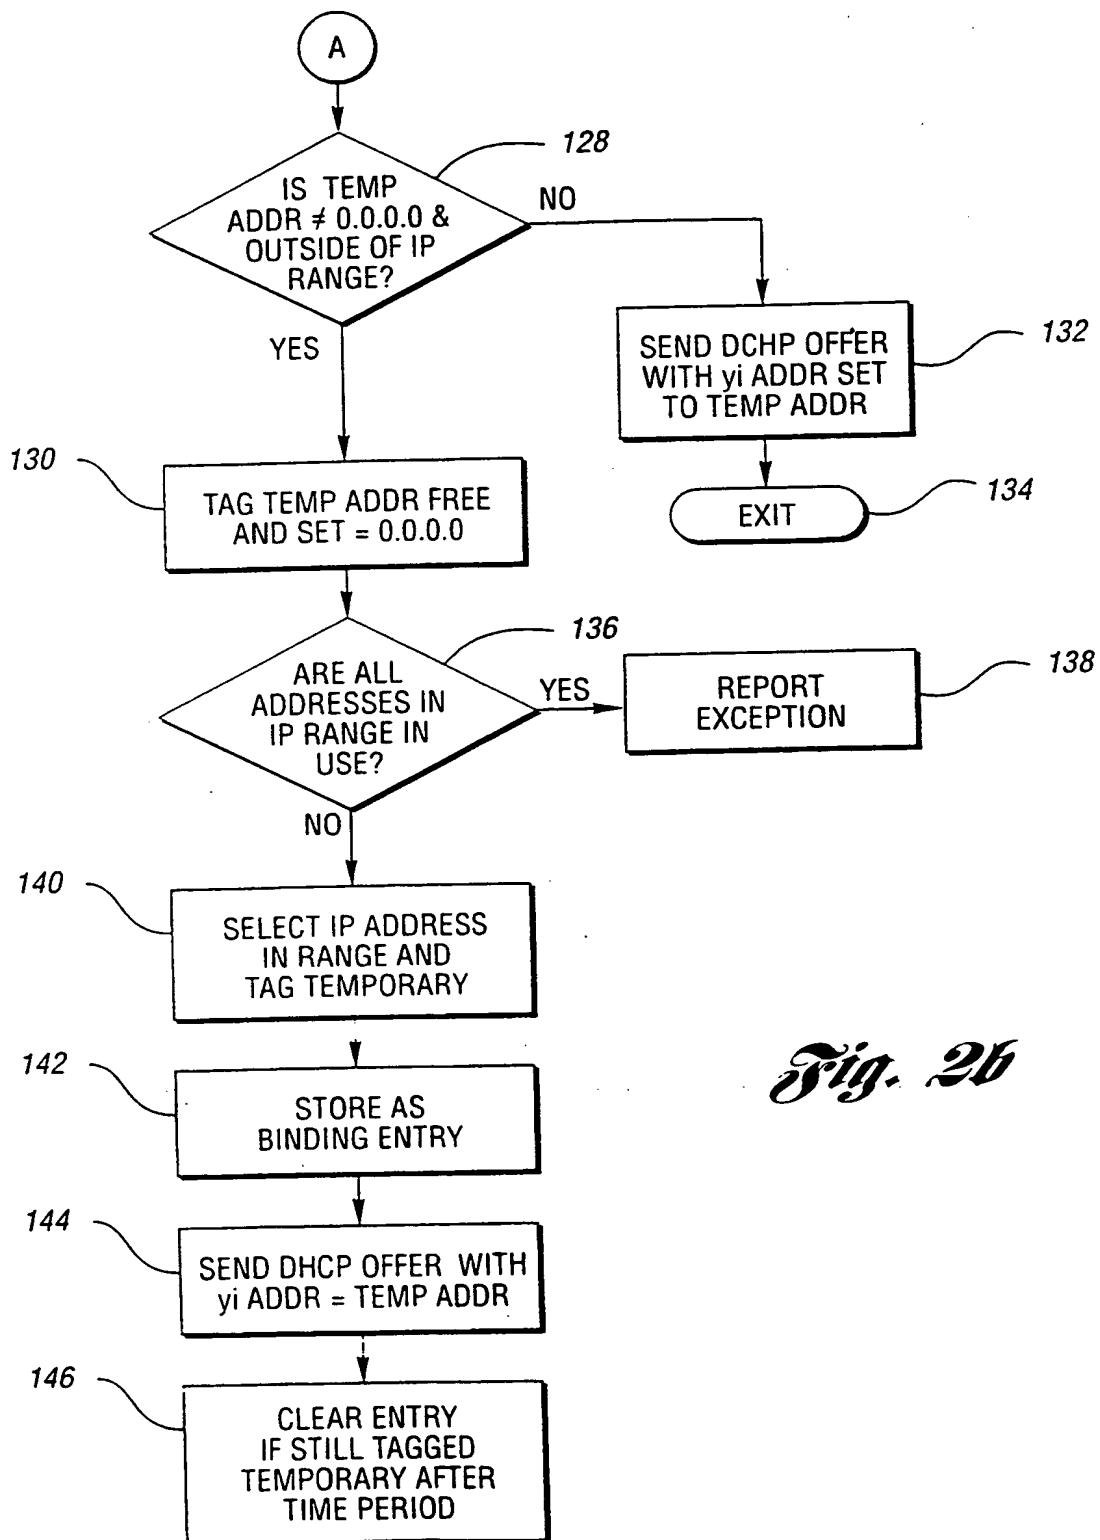 A
128
IS TEMP
ADDR ≠ 0.0.0.0 &
OUTSIDE OF IP
RANGE?
NO
YES
132
SEND DCHP OFFER
WITH yi ADDR SET
TO TEMP ADDR
134
EXIT
130
TAG TEMP ADDR FREE
AND SET = 0.0.0.0
136
ARE ALL
ADDRESSES IN
IP RANGE IN
USE?
YES
138
REPORT
EXCEPTION
NO
140
SELECT IP ADDRESS
IN RANGE AND
TAG TEMPORARY
142
STORE AS
BINDING ENTRY
144
SEND DHCP OFFER WITH
yi ADDR = TEMP ADDR
146
CLEAR ENTRY
IF STILL TAGGED
TEMPORARY AFTER
TIME PERIOD
Fig. 2b